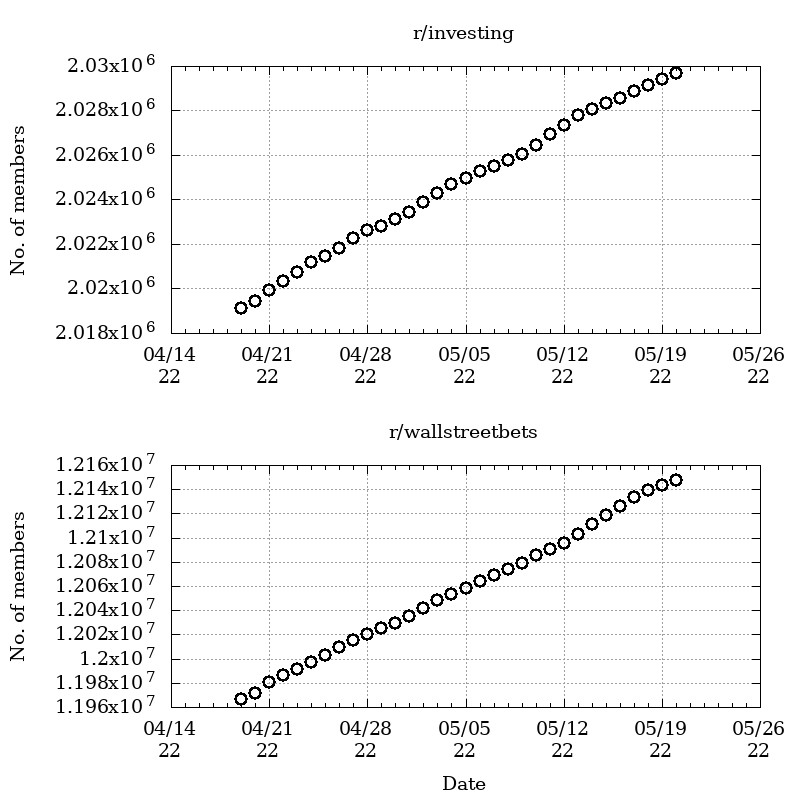 r/investing
No. of members
2.03x10^6
2.028x10^6
2.026x10^6
2.024x10^6
2.022x10^6
2.02x10^6
2.018x10^6
04/14 04/21 04/28 05/05 05/12 05/19 05/26
22 22 22 22 22 22 22
r/wallstreetbets
No. of members
1.216x10^7
1.214x10^7
1.212x10^7
1.21x10^7
1.208x10^7
1.206x10^7
1.204x10^7
1.202x10^7
1.2x10^7
1.198x10^7
1.196x10^7
04/14 04/21 04/28 05/05 05/12 05/19 05/26
22 22 22 22 22 22 22
Date